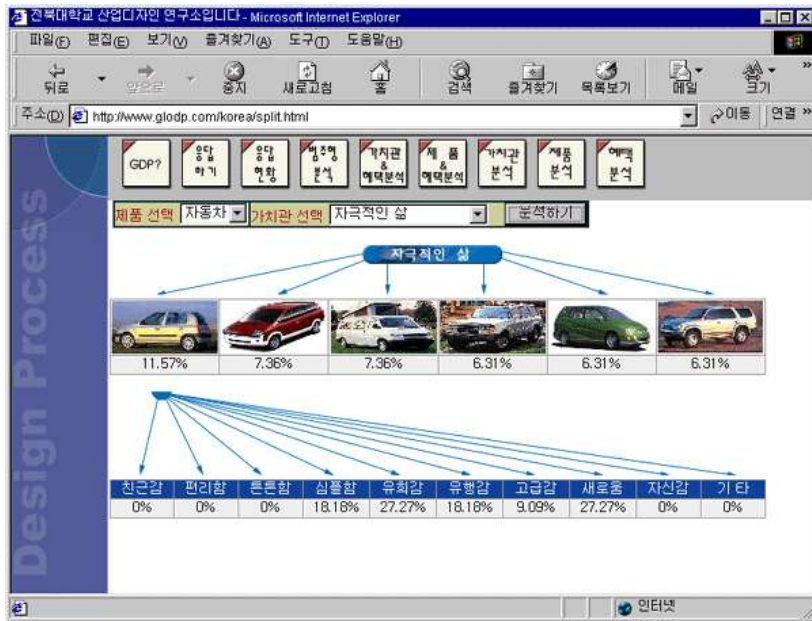 전북대학교 산업디자인 연구소입니다 - Microsoft Internet Explorer
파일(F) 편집(E) 보기(V) 즐겨찾기(A) 도구(T) 도움말(H)
뒤로 앞으로 중지 새로고침 홈 검색 즐겨찾기 목록보기 메일 크기 »
주소(D) http://www.glodp.com/korea/split.html 이동 연결 »
GDP? 응답 하기 응답 현황 범주형 분석 가치관 & 혜택분석 제 품 & 혜택분석 가치관 분석 제품 분석 혜택 분석
제품 선택 자동차 가치관 선택 자극적인 삶 분석하기
자극적인 삶
11.57% 7.36% 7.36% 6.31% 6.31% 6.31%
친근감 편리함 튼튼함 심플함 유희감 유행감 고급감 새로움 자신감 기 타
0% 0% 0% 18.18% 27.27% 18.18% 9.09% 27.27% 0% 0%
Design Process
인터넷